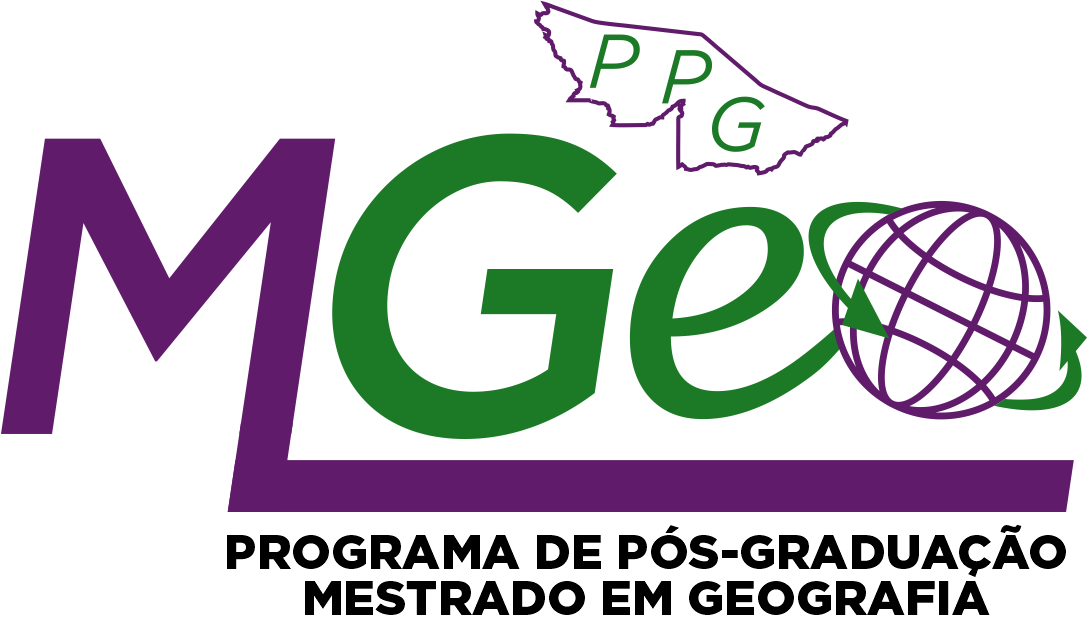 PPG
MGeo
PROGRAMA DE PÓS-GRADUAÇÃO
MESTRADO EM GEOGRAFIA